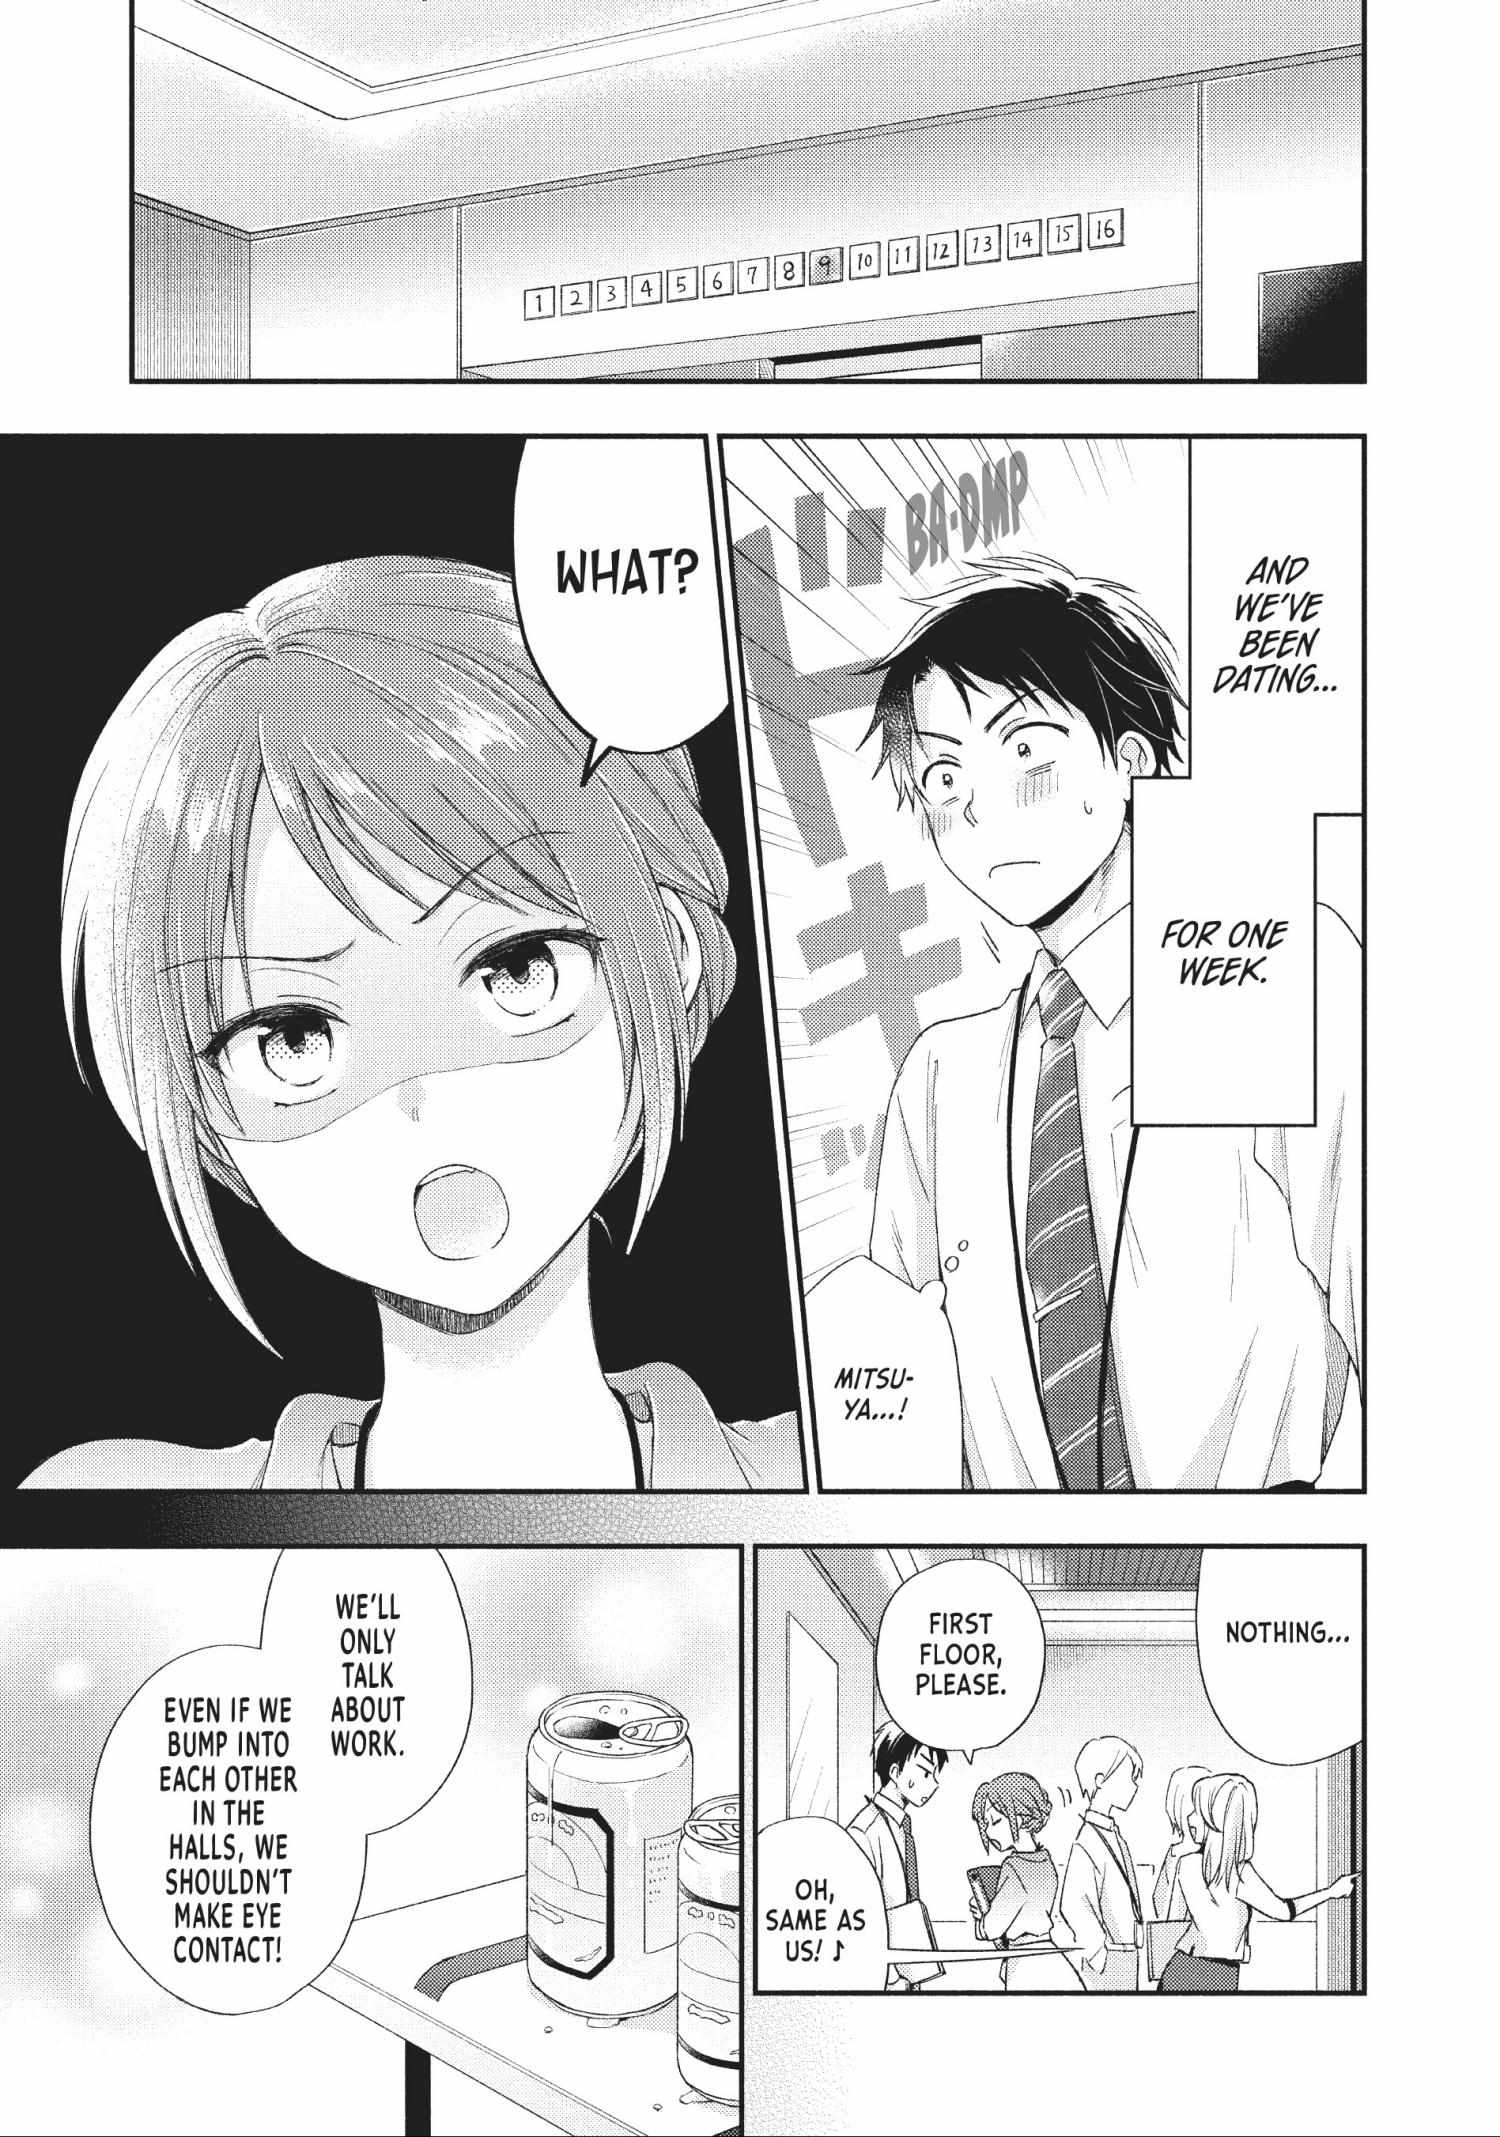 1 2 3 4 5 6 7 8 9 10 11 12 13 14 15 16
AND
WE'VE
BEEN
DATING...
FOR ONE
WEEK.
BA-DMP
ドキ
MITSU-
YA...!
WHAT?
NOTHING...
FIRST
FLOOR,
PLEASE.
OH,
SAME AS
US! ♪
WE'LL
ONLY
TALK
ABOUT
WORK.
EVEN IF WE
BUMP INTO
EACH OTHER
IN THE
HALLS, WE
SHOULDN'T
MAKE EYE
CONTACT!